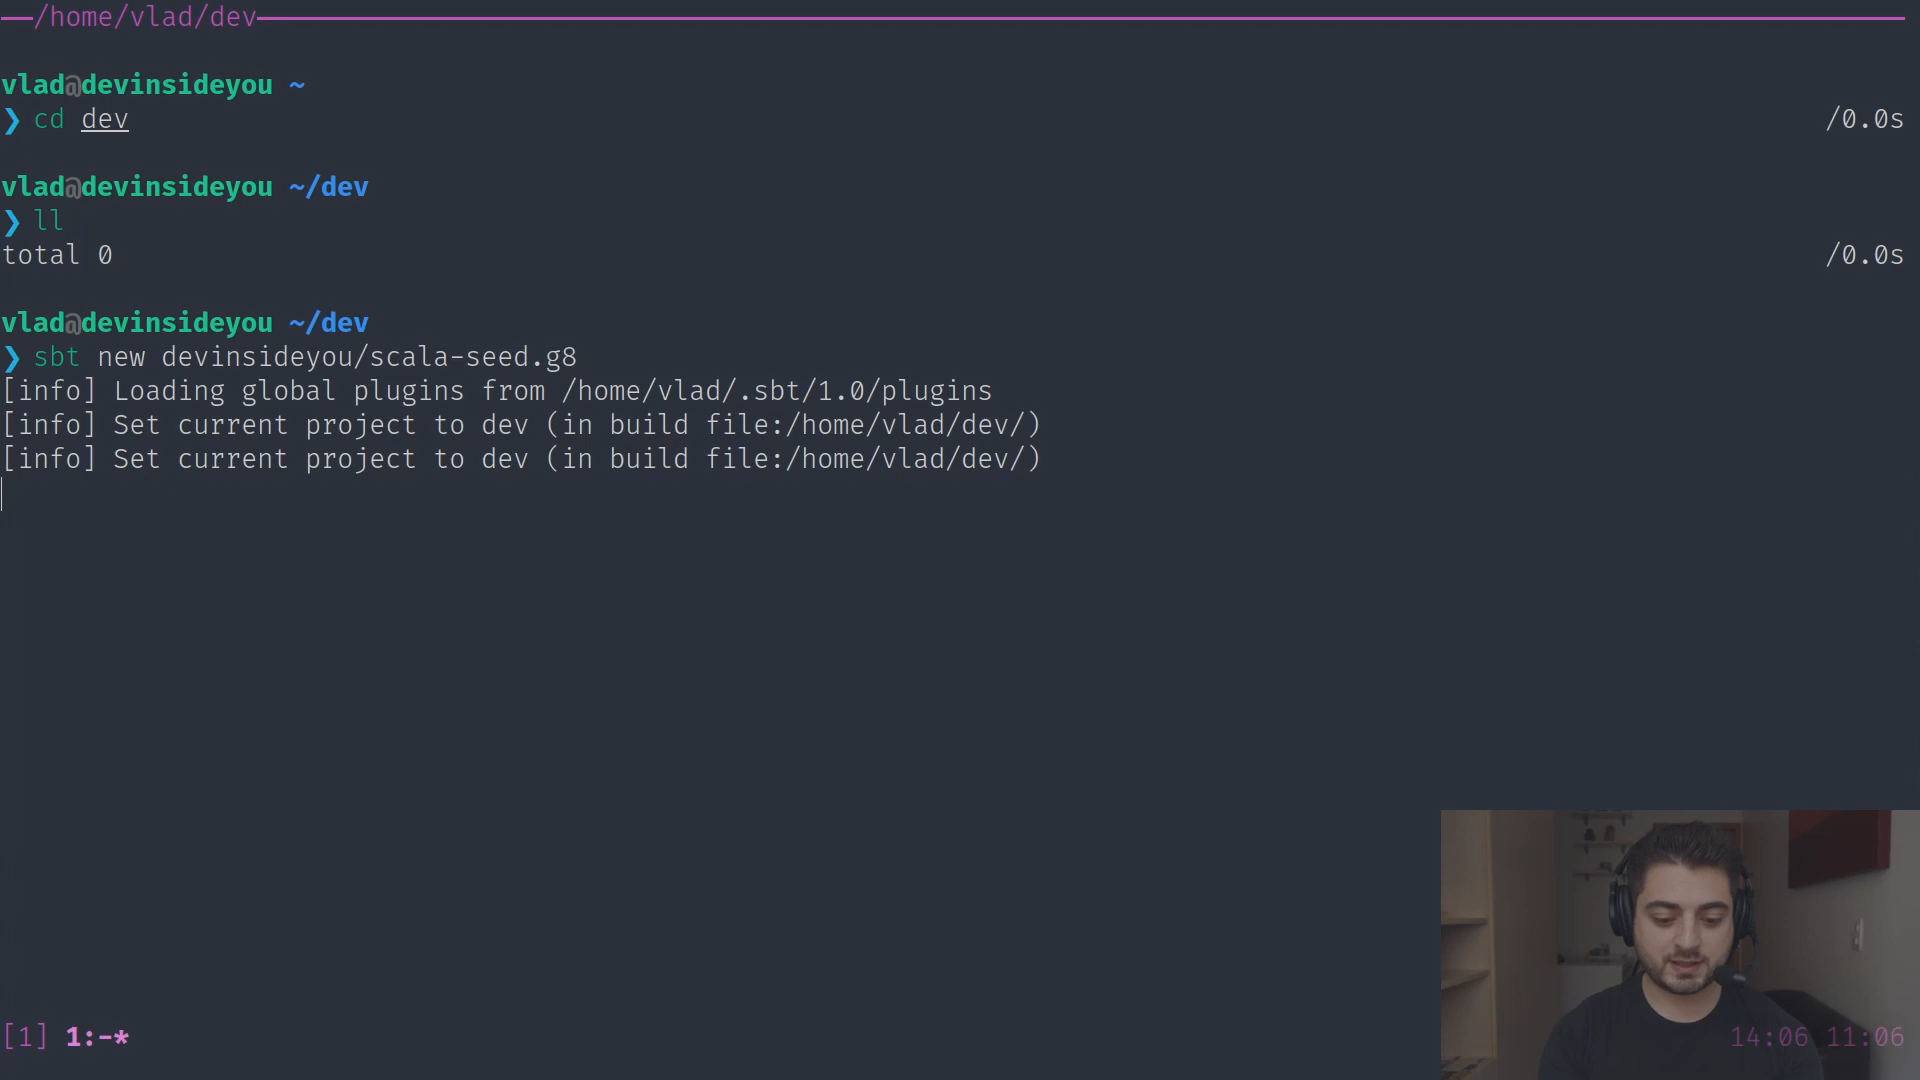 /home/vlad/dev
vlad@devinsideyou ~
❯ cd dev /0.0s
vlad@devinsideyou ~/dev
❯ ll
total 0 /0.0s
vlad@devinsideyou ~/dev
❯ sbt new devinsideyou/scala-seed.g8
[info] Loading global plugins from /home/vlad/.sbt/1.0/plugins
[info] Set current project to dev (in build file:/home/vlad/dev/)
[info] Set current project to dev (in build file:/home/vlad/dev/)
[1] 1:-* 14:06 11:06